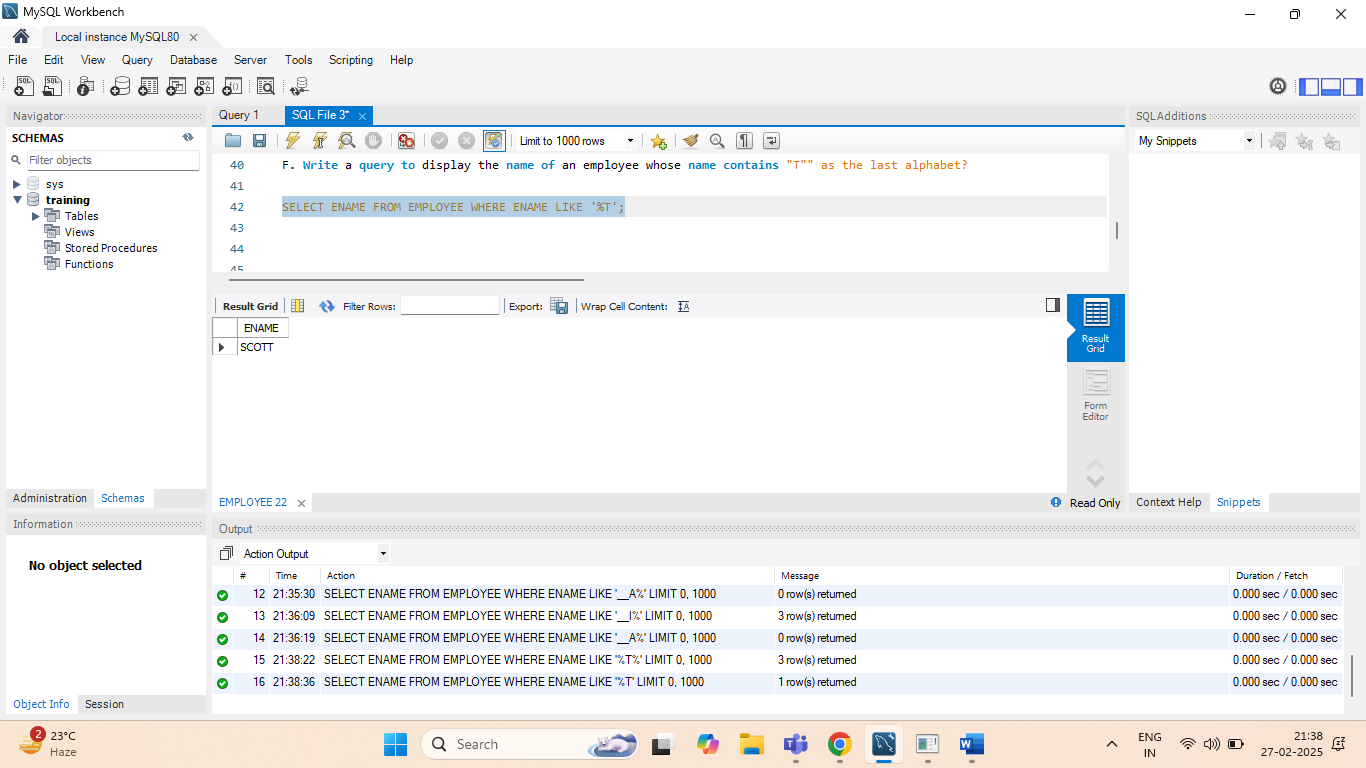 MySQL Workbench
Local instance MySQL80
File Edit View Query Database Server Tools Scripting Help
Navigator
SCHEMAS
Filter objects
sys
training
Tables
Views
Stored Procedures
Functions
Administration Schemas
Information
No object selected
Object Info Session
Query 1 SQL File 3*
Limit to 1000 rows
40 F. Write a query to display the name of an employee whose name contains "T"" as the last alphabet?
41
42 SELECT ENAME FROM EMPLOYEE WHERE ENAME LIKE '%T';
43
44
45
Result Grid Filter Rows: Export: Wrap Cell Content:
ENAME
SCOTT
Result
Grid
Form
Editor
EMPLOYEE 22
Read Only
SQLAdditions
My Snippets
Context Help Snippets
Output
Action Output
# Time Action Message Duration / Fetch
12 21:35:30 SELECT ENAME FROM EMPLOYEE WHERE ENAME LIKE '__A%' LIMIT 0, 1000 0 row(s) returned 0.000 sec / 0.000 sec
13 21:36:09 SELECT ENAME FROM EMPLOYEE WHERE ENAME LIKE '__I%' LIMIT 0, 1000 3 row(s) returned 0.000 sec / 0.000 sec
14 21:36:19 SELECT ENAME FROM EMPLOYEE WHERE ENAME LIKE '__A%' LIMIT 0, 1000 0 row(s) returned 0.000 sec / 0.000 sec
15 21:38:22 SELECT ENAME FROM EMPLOYEE WHERE ENAME LIKE '%T%' LIMIT 0, 1000 3 row(s) returned 0.000 sec / 0.000 sec
16 21:38:36 SELECT ENAME FROM EMPLOYEE WHERE ENAME LIKE '%T' LIMIT 0, 1000 1 row(s) returned 0.000 sec / 0.000 sec
2
23°C
Haze
Search
ENG
IN
21:38
27-02-2025